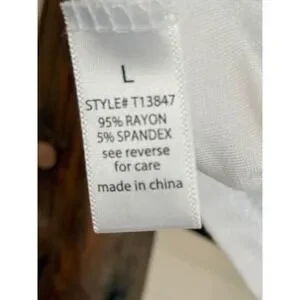 L
STYLE# T13847
95% RAYON
5% SPANDEX
see reverse
for care
made in china